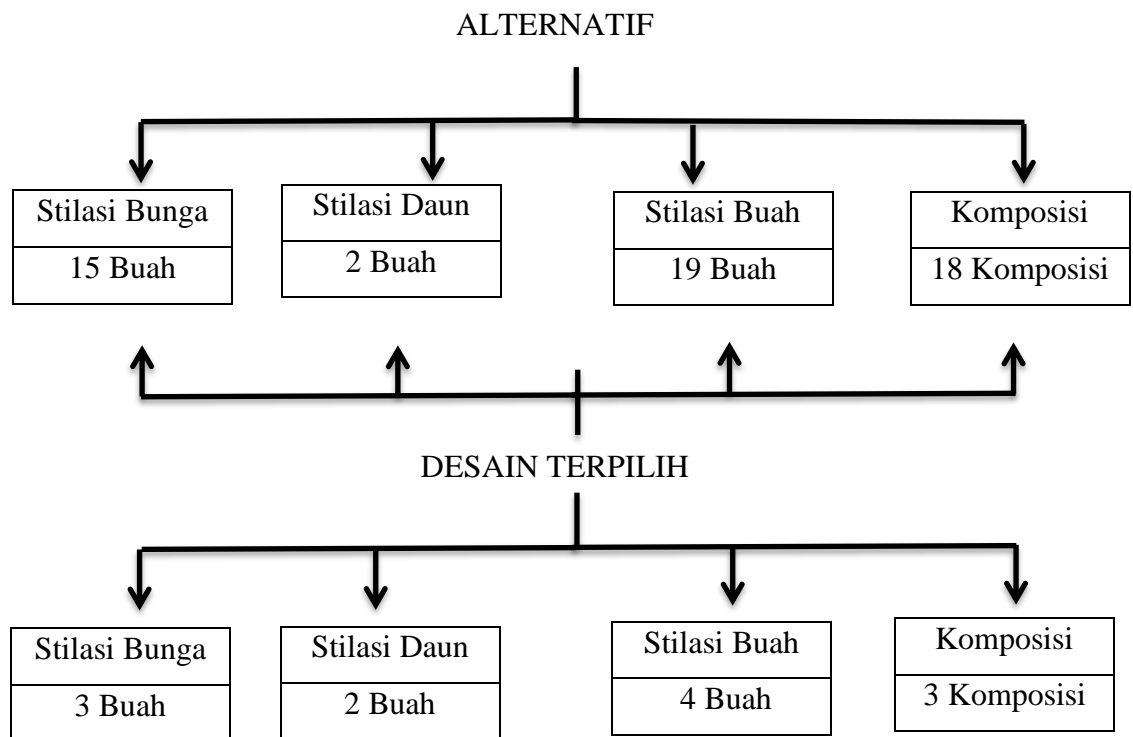 ALTERNATIF
Stilasi Bunga
15 Buah
Stilasi Daun
2 Buah
Stilasi Buah
19 Buah
Komposisi
18 Komposisi
DESAIN TERPILIH
Stilasi Bunga
3 Buah
Stilasi Daun
2 Buah
Stilasi Buah
4 Buah
Komposisi
3 Komposisi